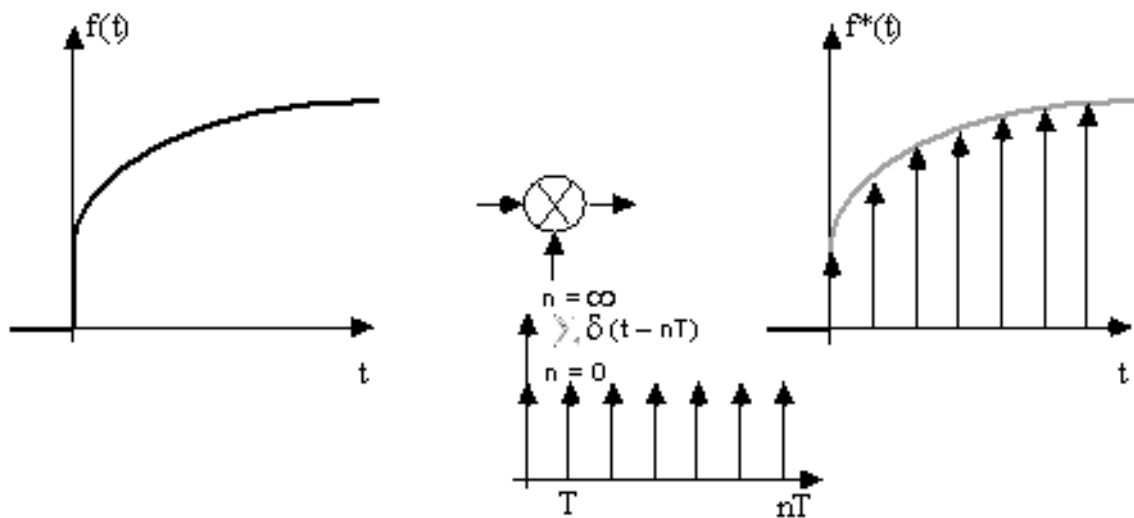 f(t)
t
n = ∞
∑ δ (t – nT)
n = 0
T
nT
f*(t)
t